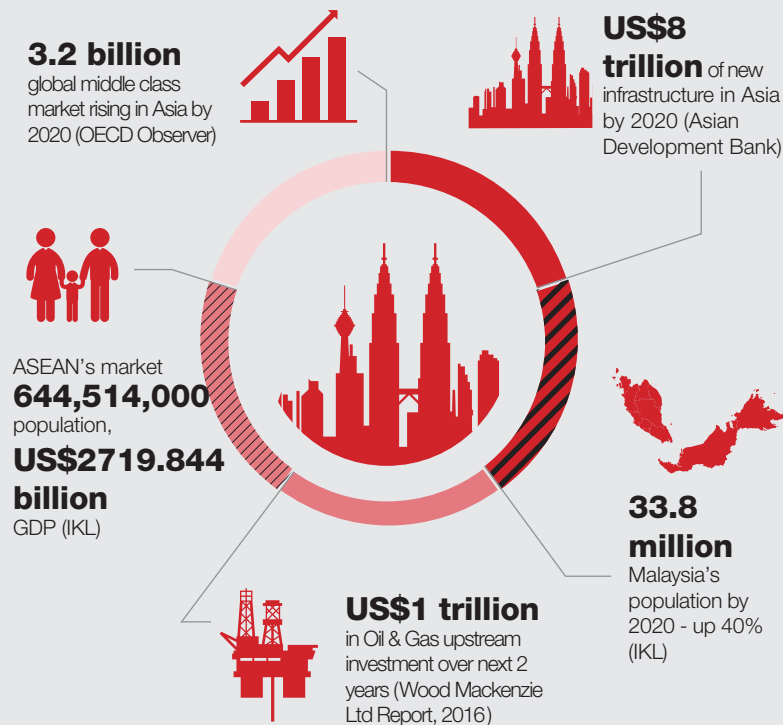 3.2 billion
global middle class
market rising in Asia by
2020 (OECD Observer)
US$8
trillion of new
infrastructure in Asia
by 2020 (Asian
Development Bank)
ASEAN's market
644,514,000
population,
US$2719.844
billion
GDP (IKL)
33.8
million
Malaysia's
population by
2020 - up 40%
(IKL)
US$1 trillion
in Oil & Gas upstream
investment over next 2
years (Wood Mackenzie
Ltd Report, 2016)